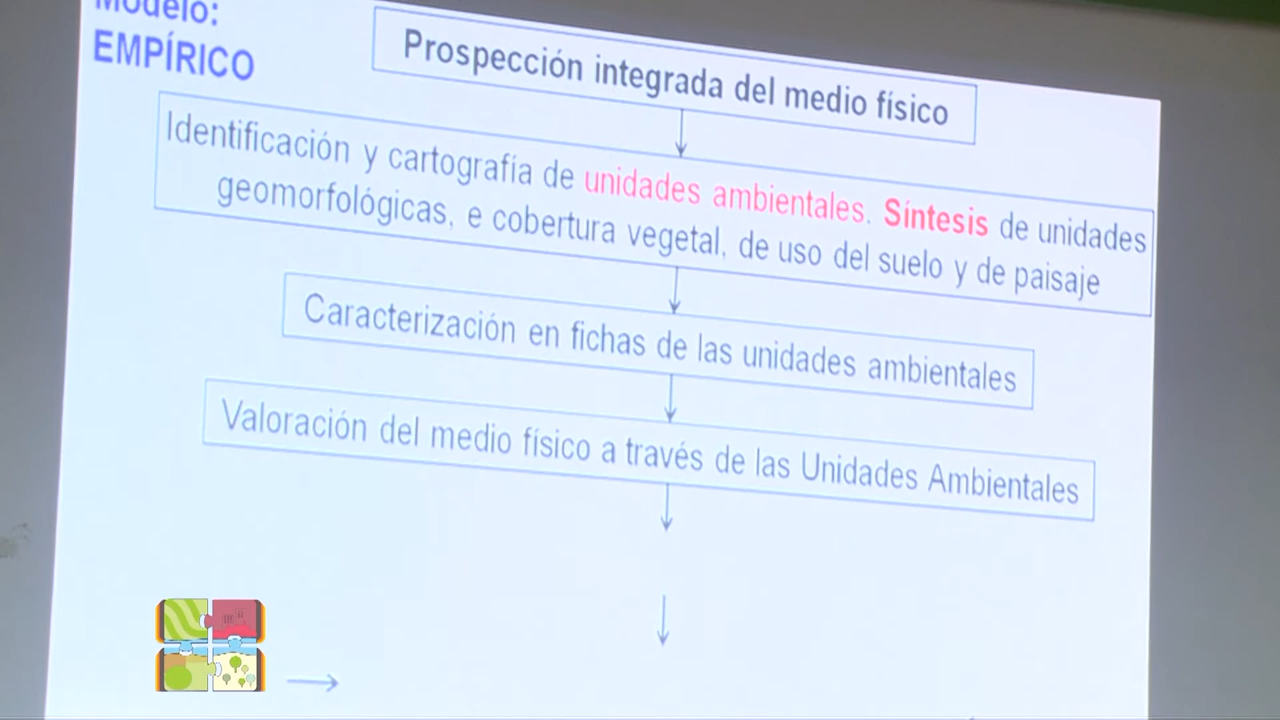 Modelo:
EMPÍRICO
Prospección integrada del medio físico
Identificación y cartografía de unidades ambientales. Síntesis de unidades
geomorfológicas, e cobertura vegetal, de uso del suelo y de paisaje
Caracterización en fichas de las unidades ambientales
Valoración del medio físico a través de las Unidades Ambientales